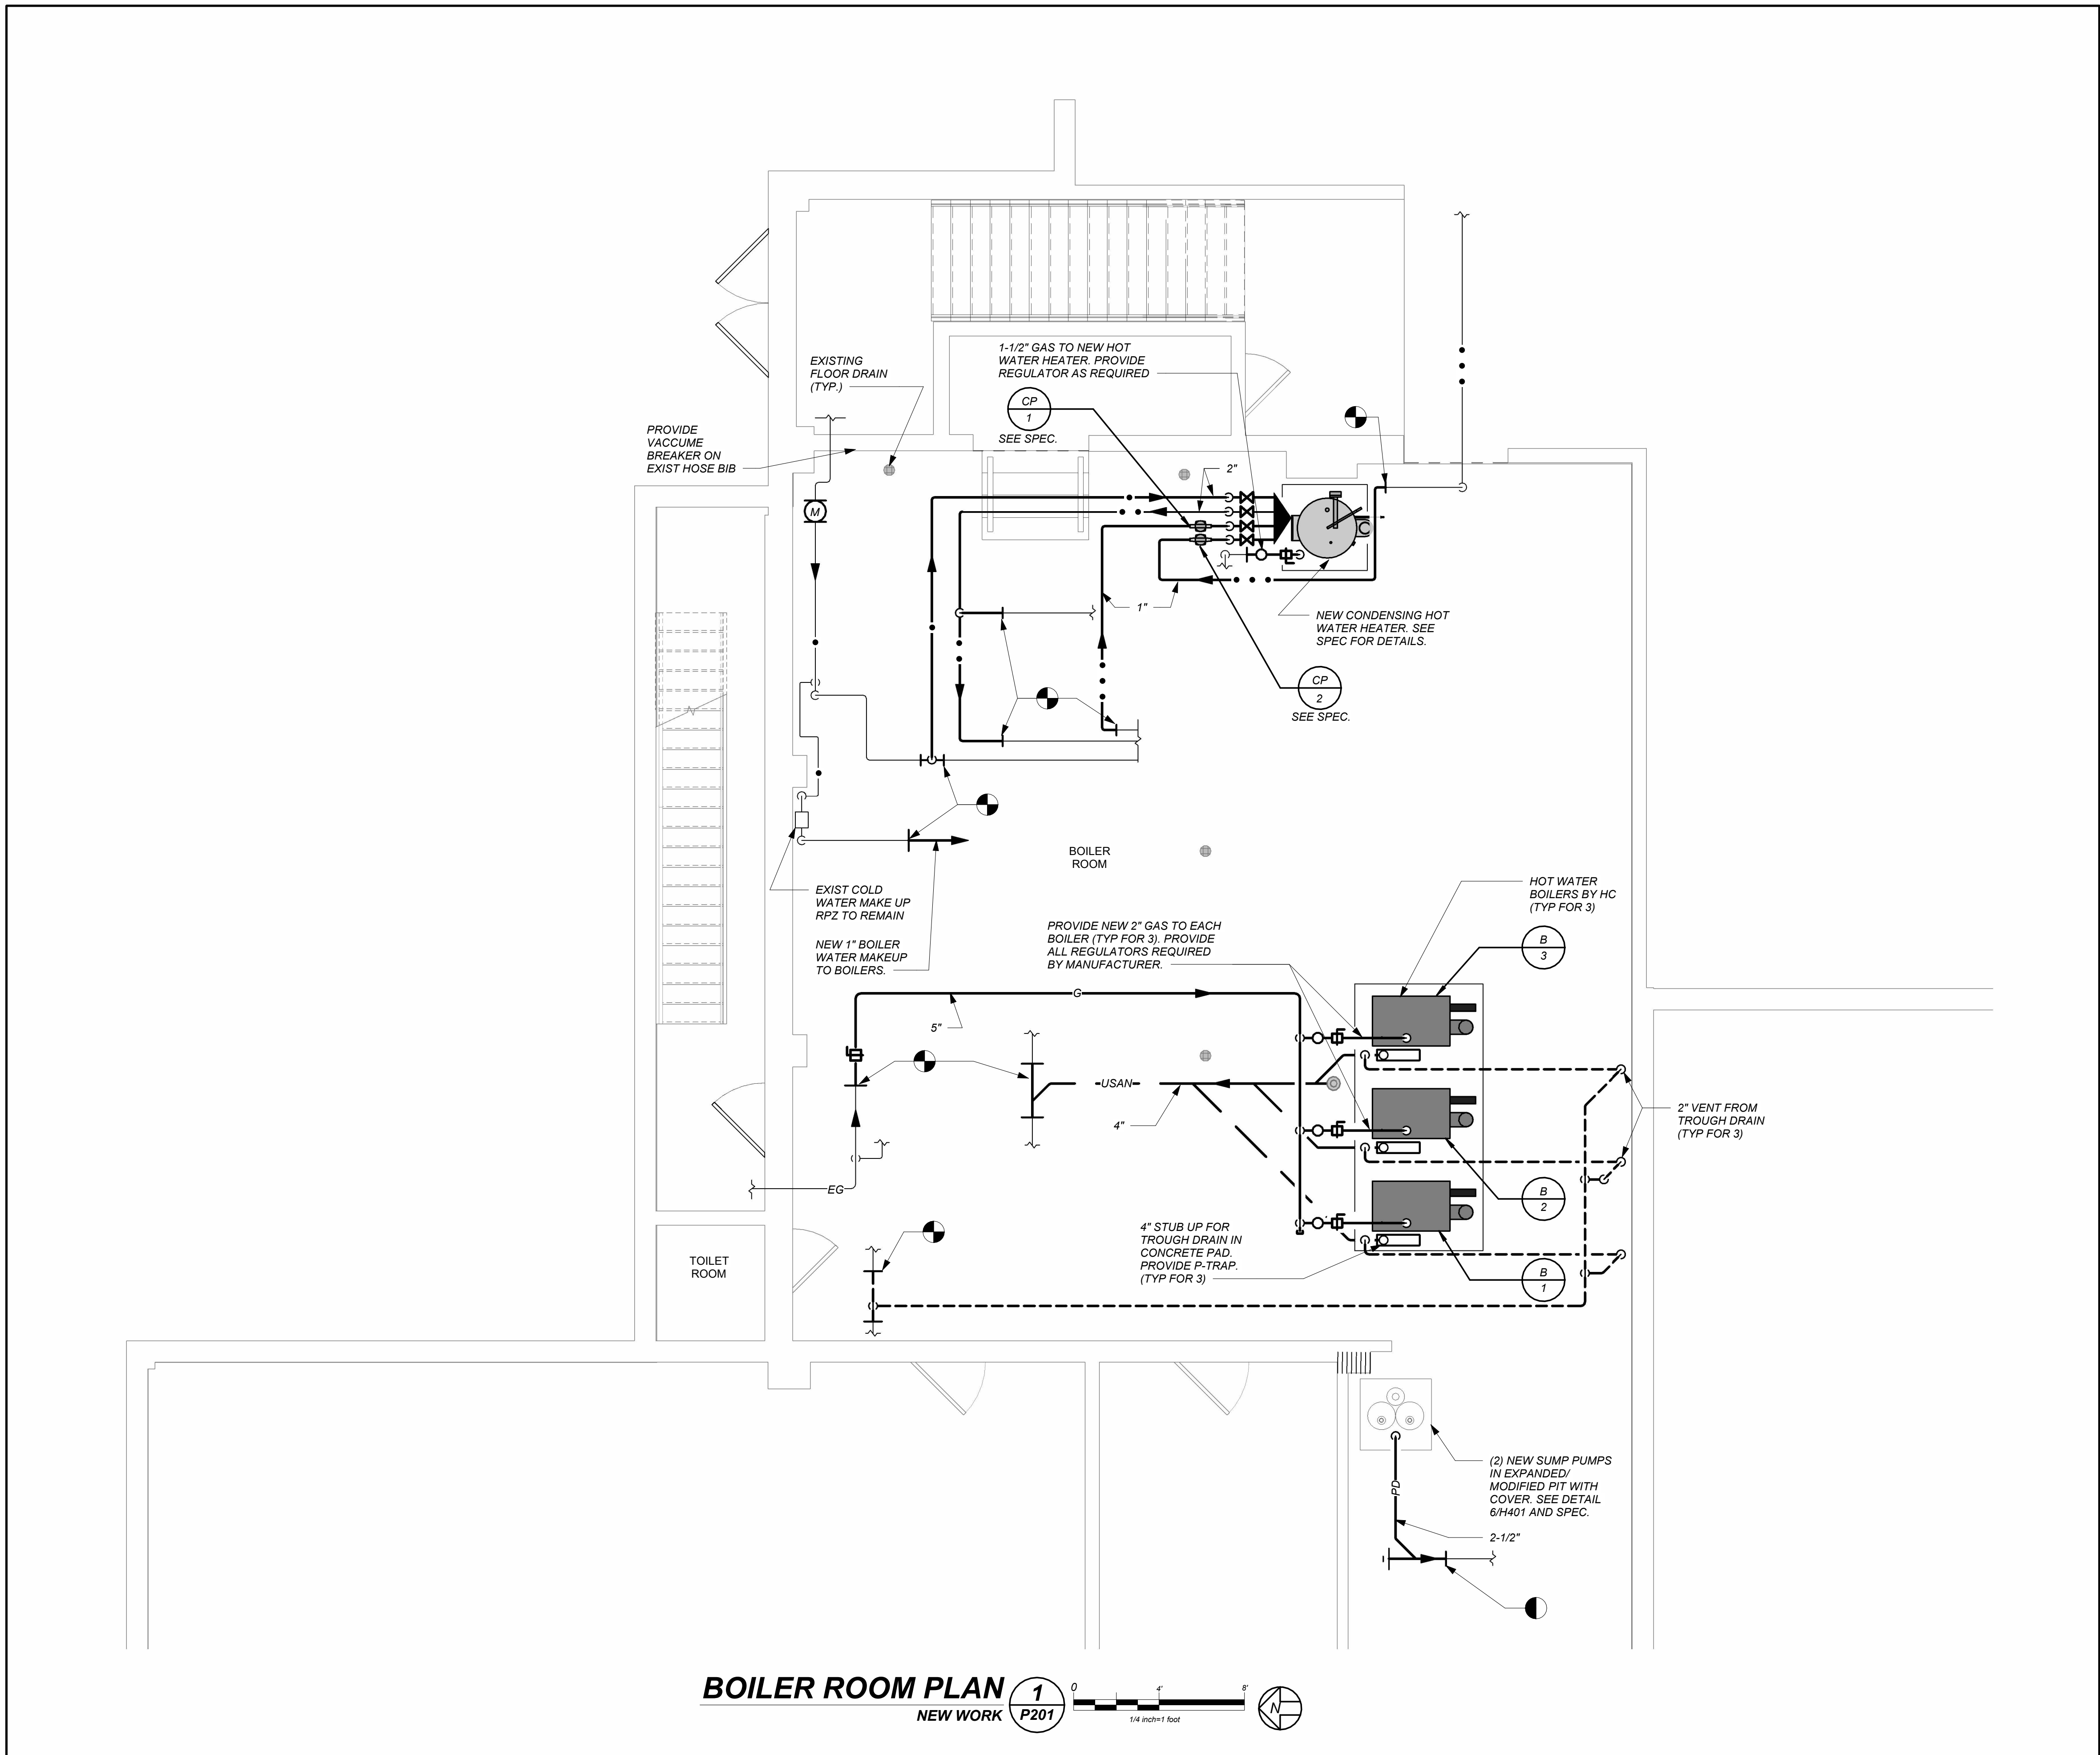 EXISTING
FLOOR DRAIN
(TYP.)
1-1/2" GAS TO NEW HOT
WATER HEATER. PROVIDE
REGULATOR AS REQUIRED
CP
1
SEE SPEC.
PROVIDE
VACCUME
BREAKER ON
EXIST HOSE BIB
2"
M
1"
NEW CONDENSING HOT
WATER HEATER. SEE
SPEC FOR DETAILS.
CP
2
SEE SPEC.
BOILER
ROOM
EXIST COLD
WATER MAKE UP
RPZ TO REMAIN
NEW 1" BOILER
WATER MAKEUP
TO BOILERS.
HOT WATER
BOILERS BY HC
(TYP FOR 3)
PROVIDE NEW 2" GAS TO EACH
BOILER (TYP FOR 3). PROVIDE
ALL REGULATORS REQUIRED
BY MANUFACTURER.
B
3
G
5"
USAN
4"
2" VENT FROM
TROUGH DRAIN
(TYP FOR 3)
EG
B
2
4" STUB UP FOR
TROUGH DRAIN IN
CONCRETE PAD.
PROVIDE P-TRAP.
(TYP FOR 3)
TOILET
ROOM
B
1
(2) NEW SUMP PUMPS
IN EXPANDED/
MODIFIED PIT WITH
COVER. SEE DETAIL
6/H401 AND SPEC.
PD
2-1/2"
BOILER ROOM PLAN
NEW WORK
1
P201
0 4' 8'
1/4 inch=1 foot
N